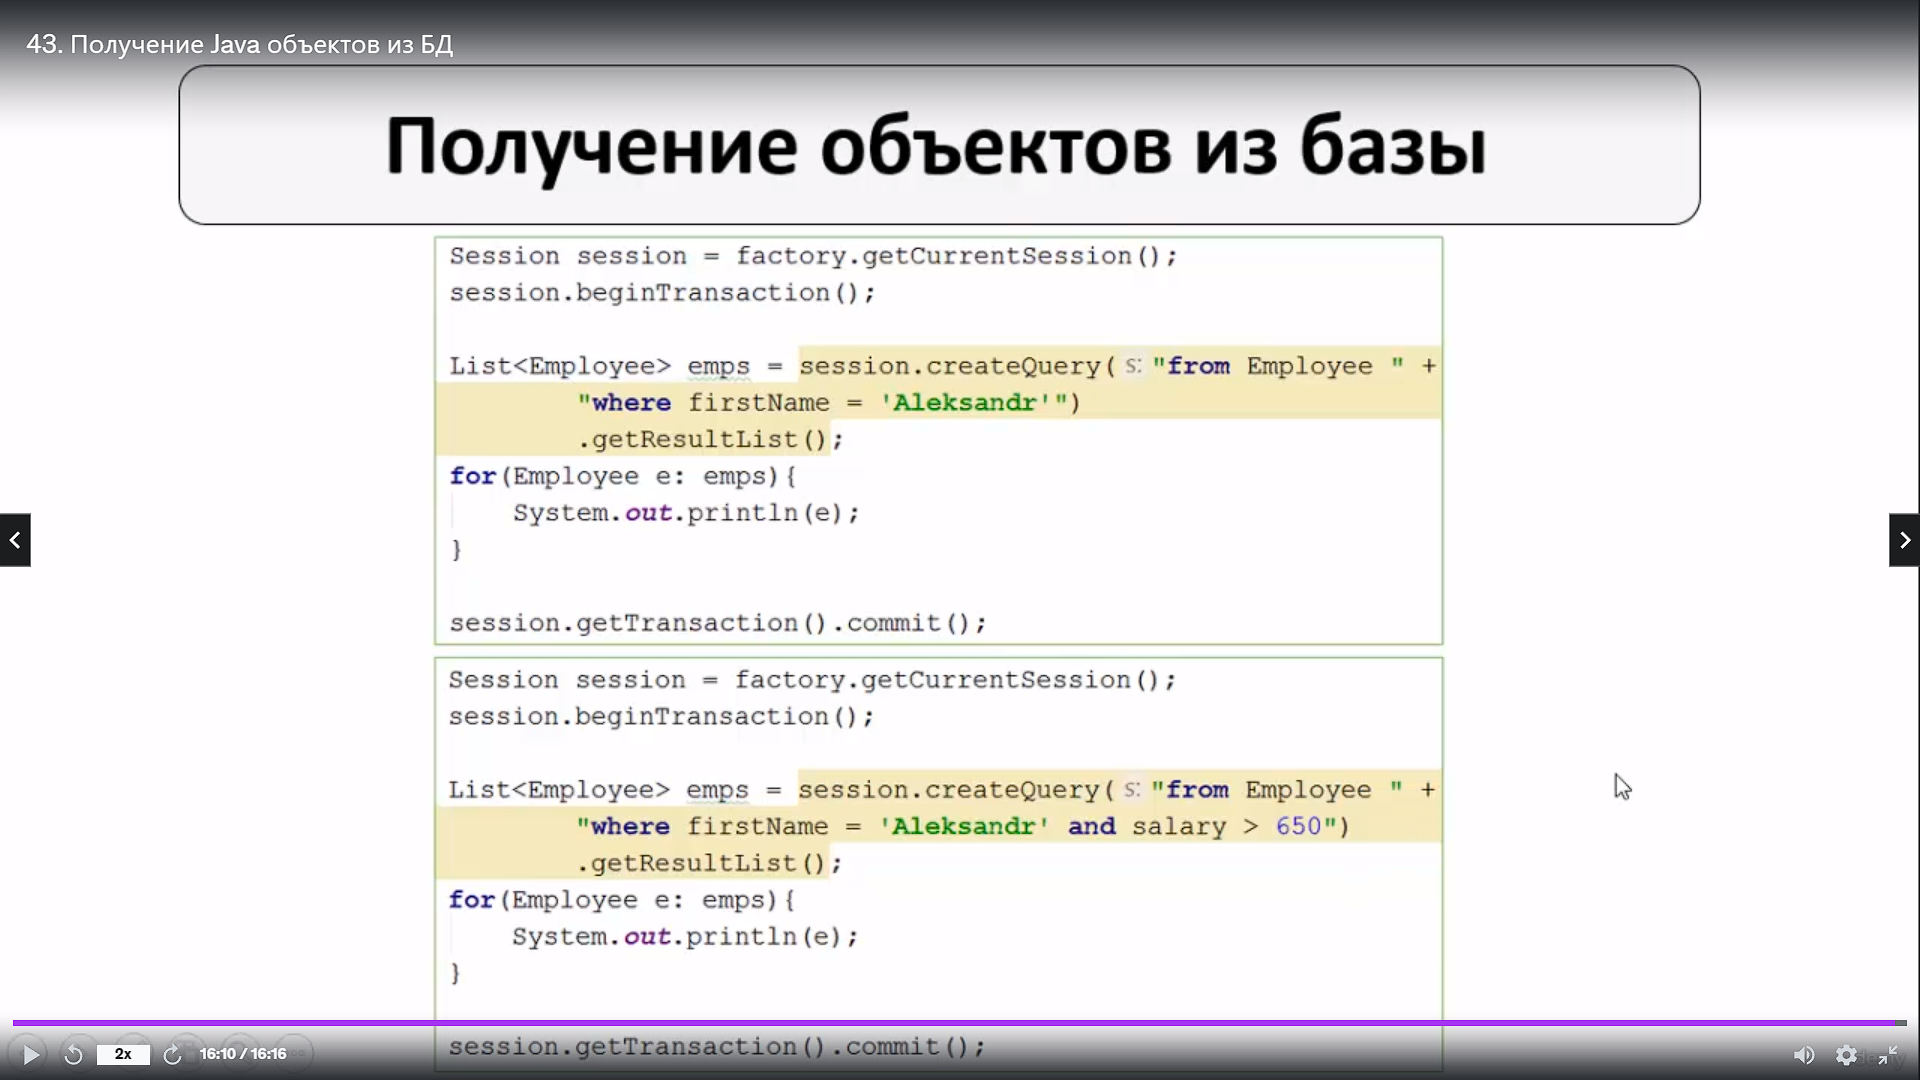 43. Получение Java объектов из БД
Получение объектов из базы
Session session = factory.getCurrentSession();
session.beginTransaction();
List<Employee> emps = session.createQuery( S: "from Employee " +
"where firstName = 'Aleksandr'")
.getResultList();
for(Employee e: emps){
System.out.println(e);
}
session.getTransaction().commit();
Session session = factory.getCurrentSession();
session.beginTransaction();
List<Employee> emps = session.createQuery( S: "from Employee " +
"where firstName = 'Aleksandr' and salary > 650")
.getResultList();
for(Employee e: emps){
System.out.println(e);
}
session.getTransaction().commit();
2x
16:10 / 16:16